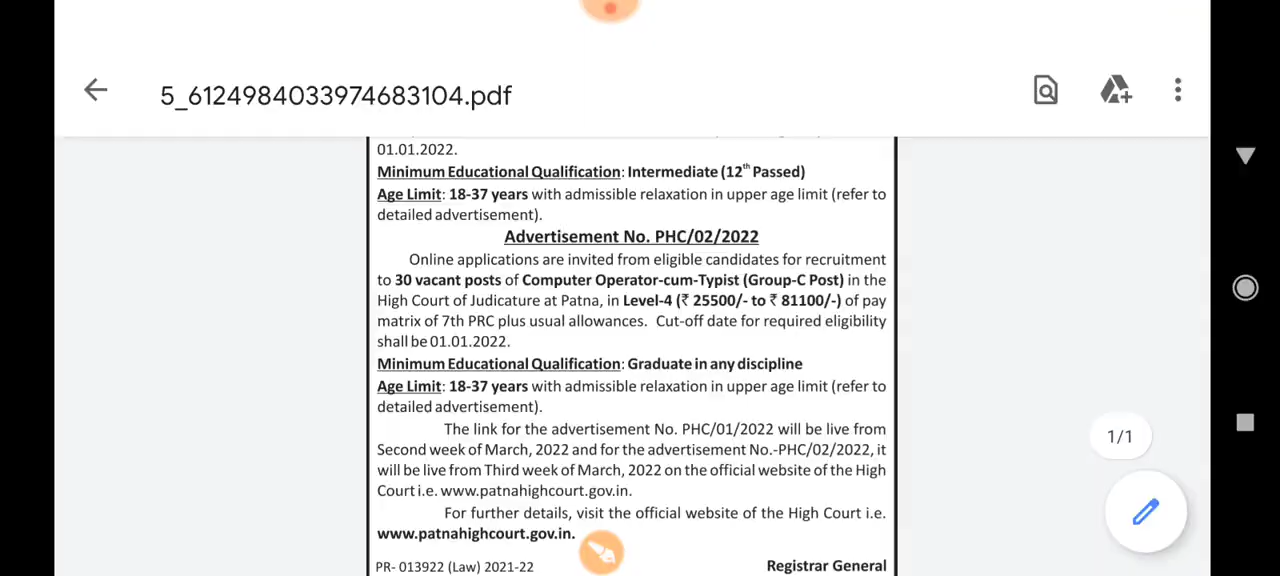 5_6124984033974683104.pdf
01.01.2022.
Minimum Educational Qualification: Intermediate (12th Passed)
Age Limit: 18-37 years with admissible relaxation in upper age limit (refer to
detailed advertisement).
Advertisement No. PHC/02/2022
Online applications are invited from eligible candidates for recruitment
to 30 vacant posts of Computer Operator-cum-Typist (Group-C Post) in the
High Court of Judicature at Patna, in Level-4 (₹ 25500/- to ₹ 81100/-) of pay
matrix of 7th PRC plus usual allowances. Cut-off date for required eligibility
shall be 01.01.2022.
Minimum Educational Qualification: Graduate in any discipline
Age Limit: 18-37 years with admissible relaxation in upper age limit (refer to
detailed advertisement).
The link for the advertisement No. PHC/01/2022 will be live from
Second week of March, 2022 and for the advertisement No.-PHC/02/2022, it
will be live from Third week of March, 2022 on the official website of the High
Court i.e. www.patnahighcourt.gov.in.
For further details, visit the official website of the High Court i.e.
www.patnahighcourt.gov.in.
PR- 013922 (Law) 2021-22 Registrar General
1/1